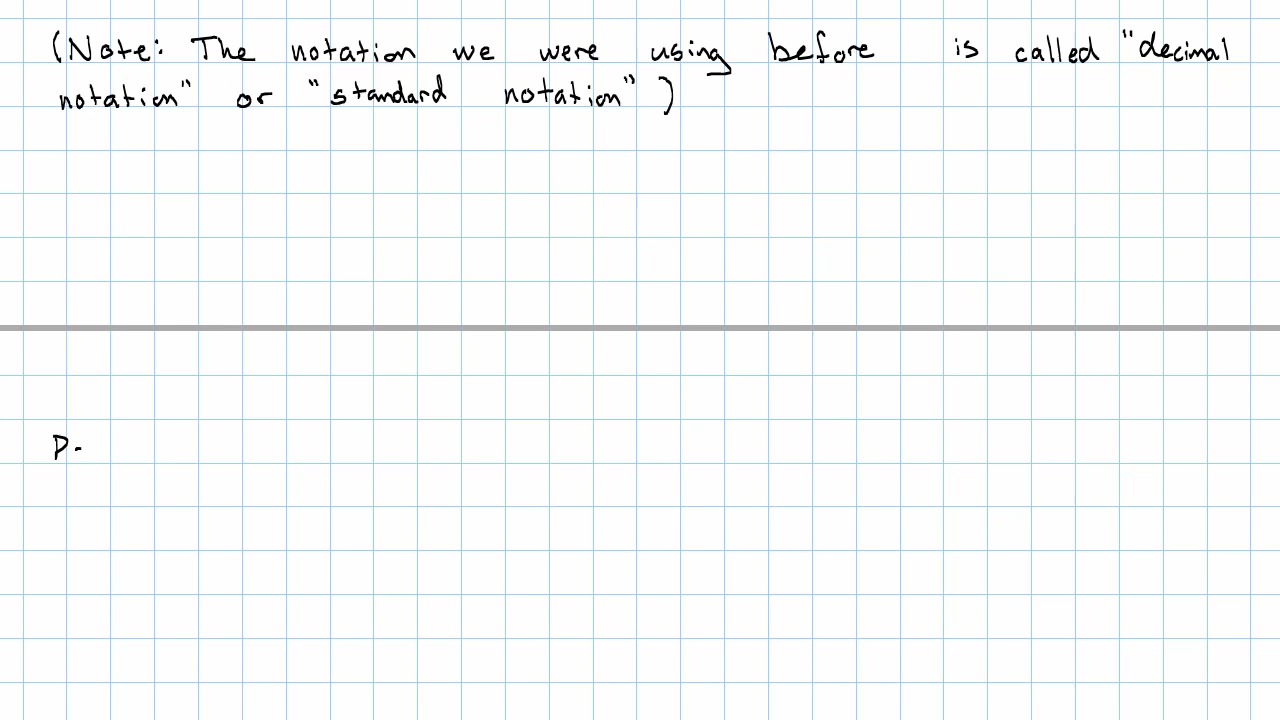 (Note: The notation we were using before is called "decimal
notation" or "standard notation")
P-